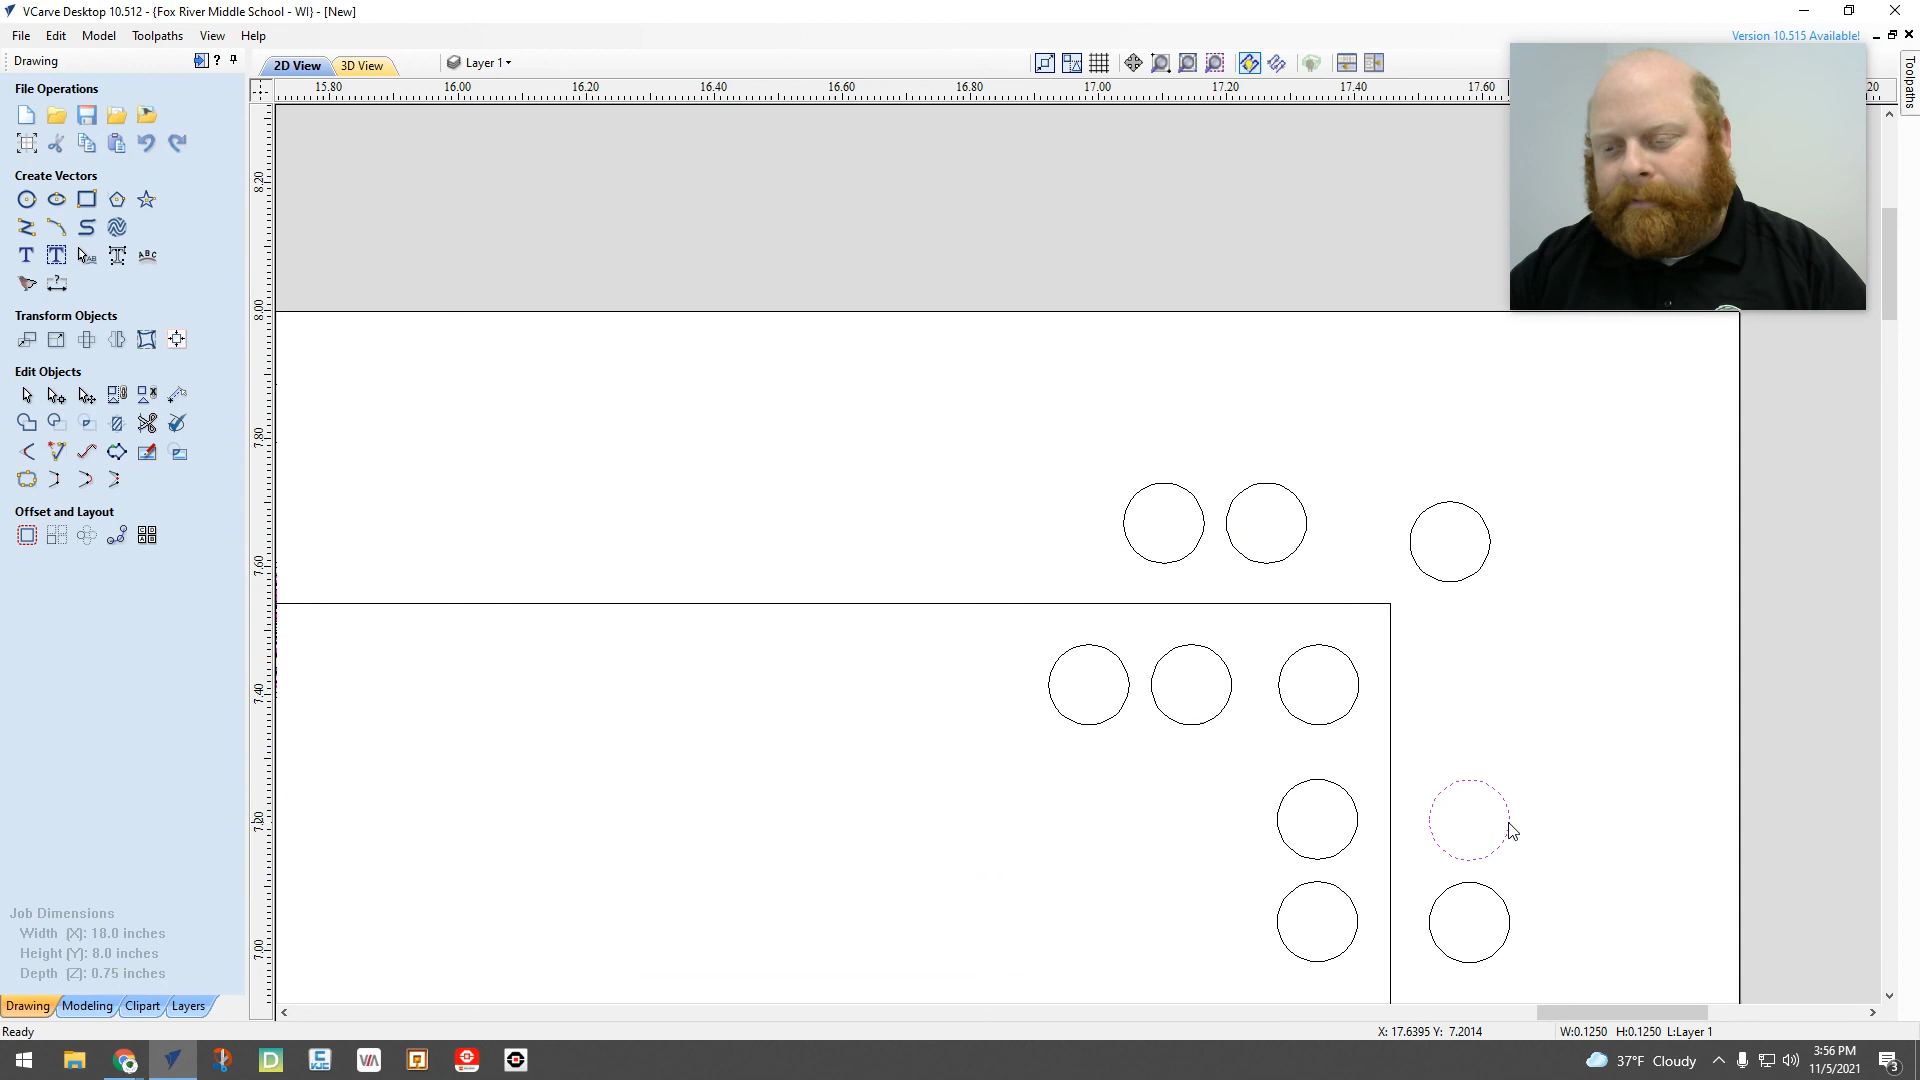 VCarve Desktop 10.512 - {Fox River Middle School - WI} - [New]
File Edit Model Toolpaths View Help
Version 10.515 Available!
Drawing
2D View 3D View Layer 1
Toolpaths
15.80 16.00 16.20 16.40 16.60 16.80 17.00 17.20 17.40 17.60 20
File Operations
Create Vectors
8.20
8.00
7.80
7.60
7.40
7.20
7.00
Transform Objects
Edit Objects
Offset and Layout
Job Dimensions
Width (X): 18.0 inches
Height (Y): 8.0 inches
Depth (Z): 0.75 inches
Drawing Modeling Clipart Layers
Ready
X: 17.6395 Y: 7.2014
W:0.1250 H:0.1250 L:Layer 1
37°F Cloudy
3:56 PM
11/5/2021
3